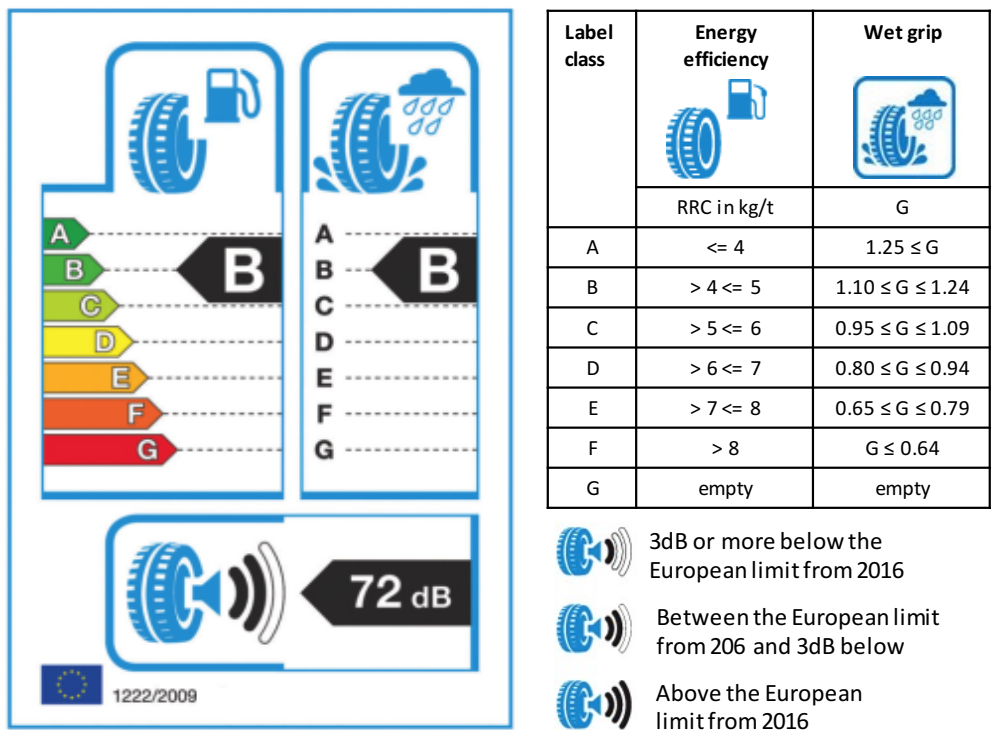 A
B
C
D
E
F
G
B
A
B
C
D
E
F
G
B
72 dB
1222/2009
Label class Energy efficiency Wet grip
RRC in kg/t G
A <= 4 1.25 ≤ G
B > 4 <= 5 1.10 ≤ G ≤ 1.24
C > 5 <= 6 0.95 ≤ G ≤ 1.09
D > 6 <= 7 0.80 ≤ G ≤ 0.94
E > 7 <= 8 0.65 ≤ G ≤ 0.79
F > 8 G ≤ 0.64
G empty empty
3dB or more below the
European limit from 2016
Between the European limit
from 206 and 3dB below
Above the European
limit from 2016